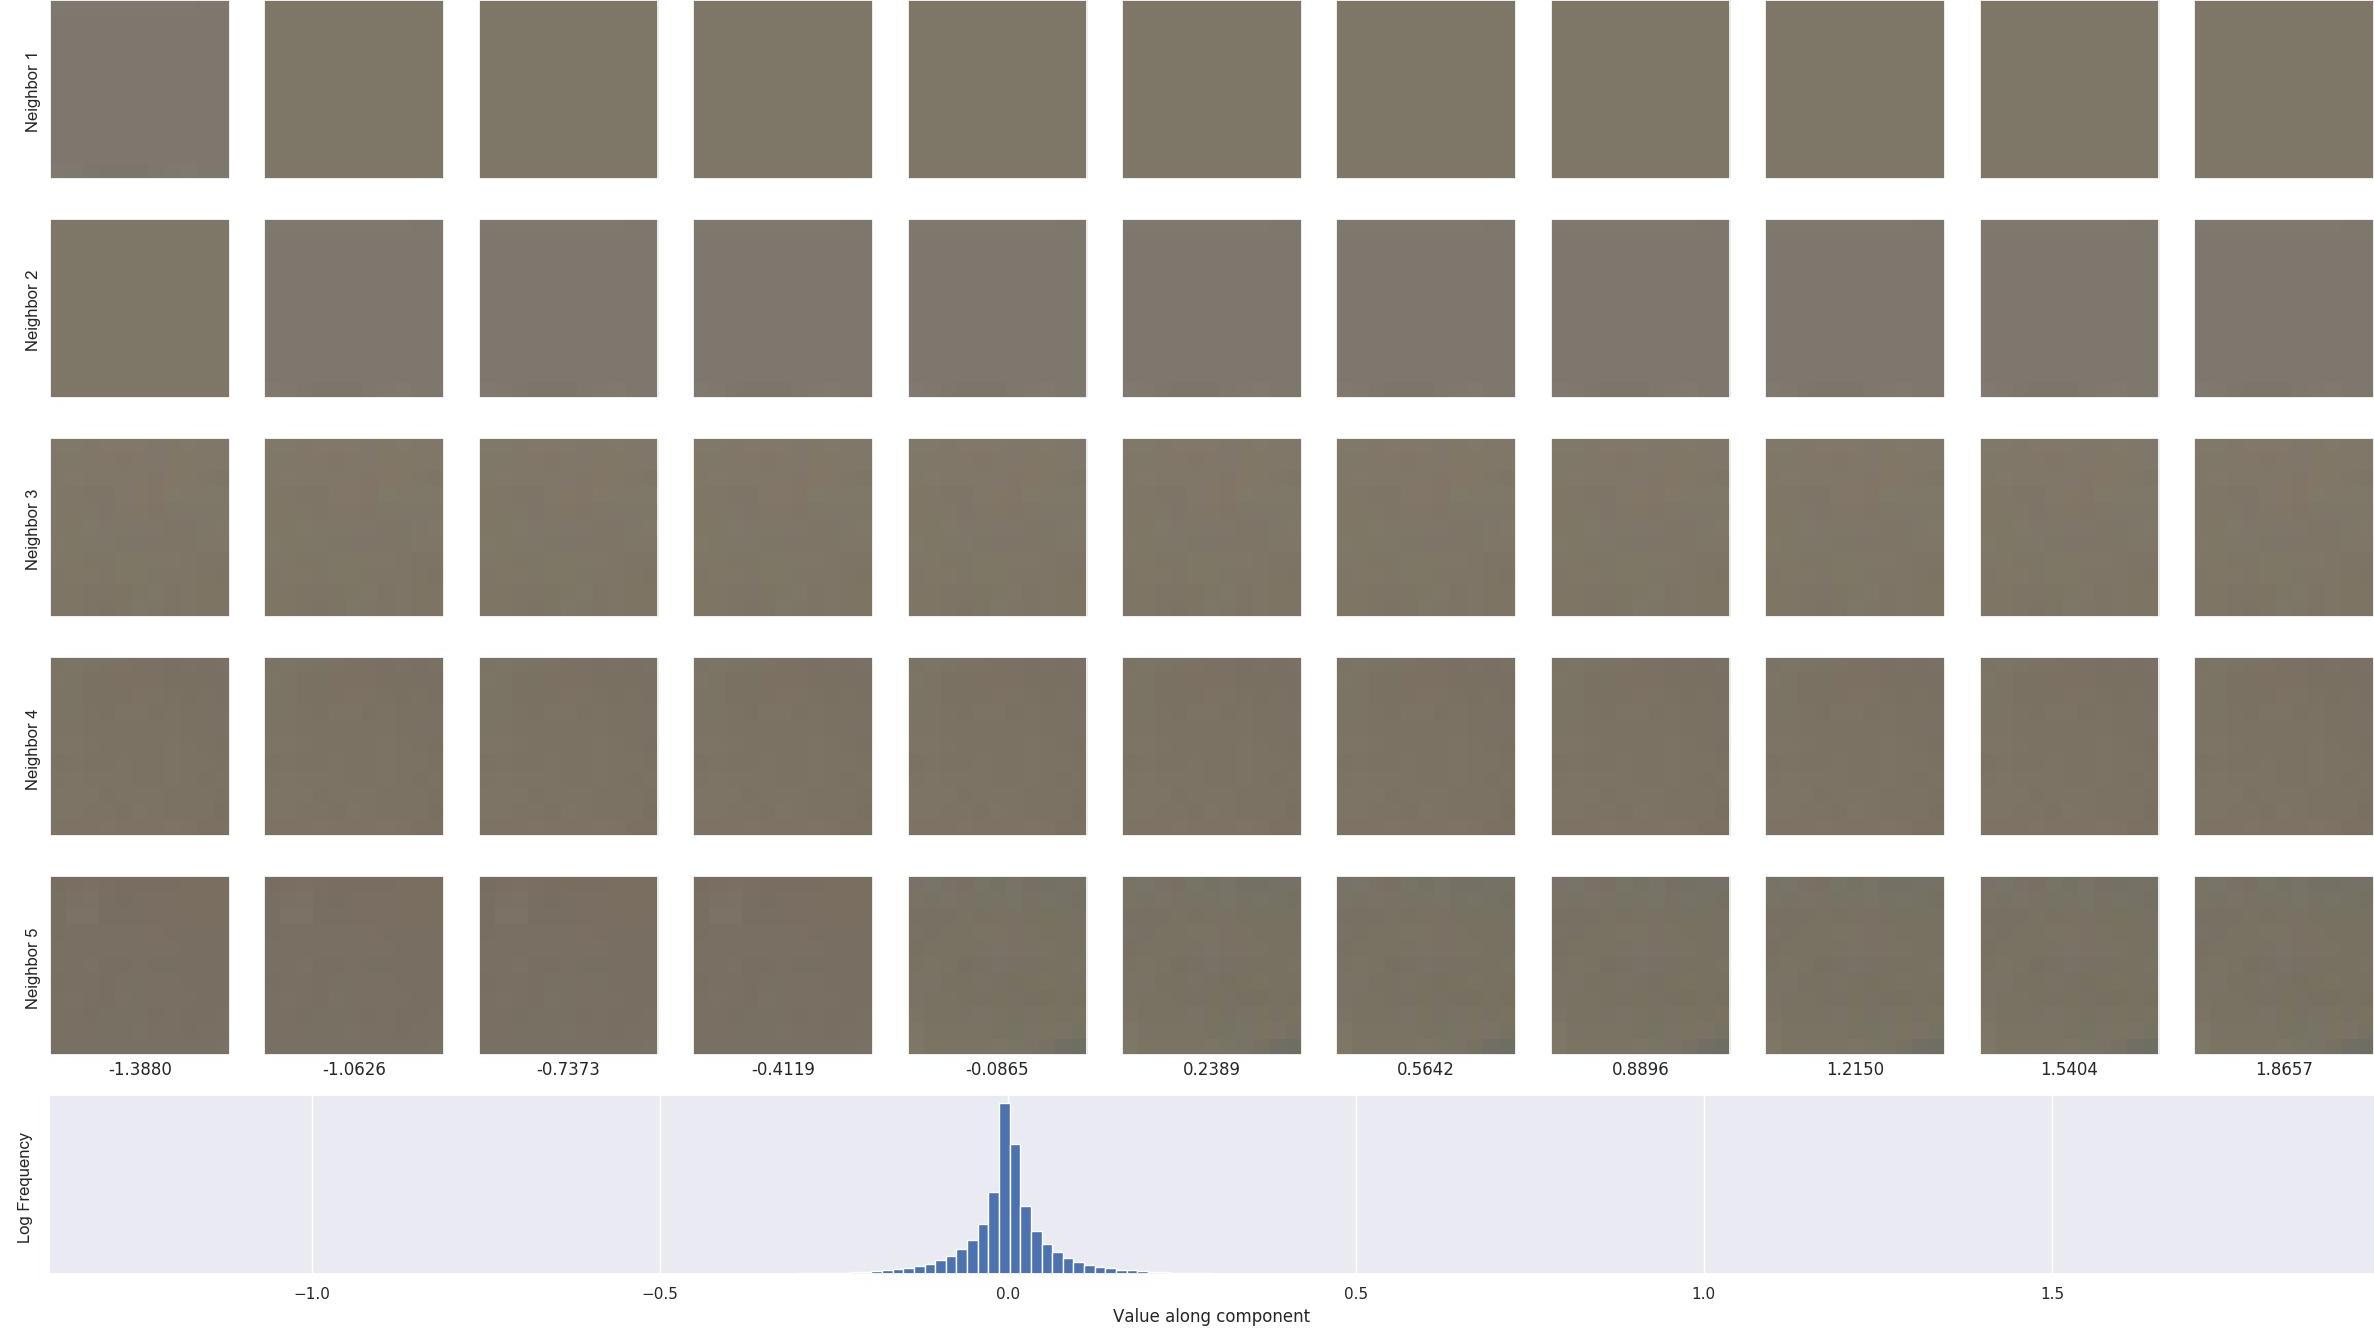 Neighbor 1
Neighbor 2
Neighbor 3
Neighbor 4
Neighbor 5
-1.3880 -1.0626 -0.7373 -0.4119 -0.0865 0.2389 0.5642 0.8896 1.2150 1.5404 1.8657
Log Frequency
−1.0 −0.5 0.0 0.5 1.0 1.5
Value along component